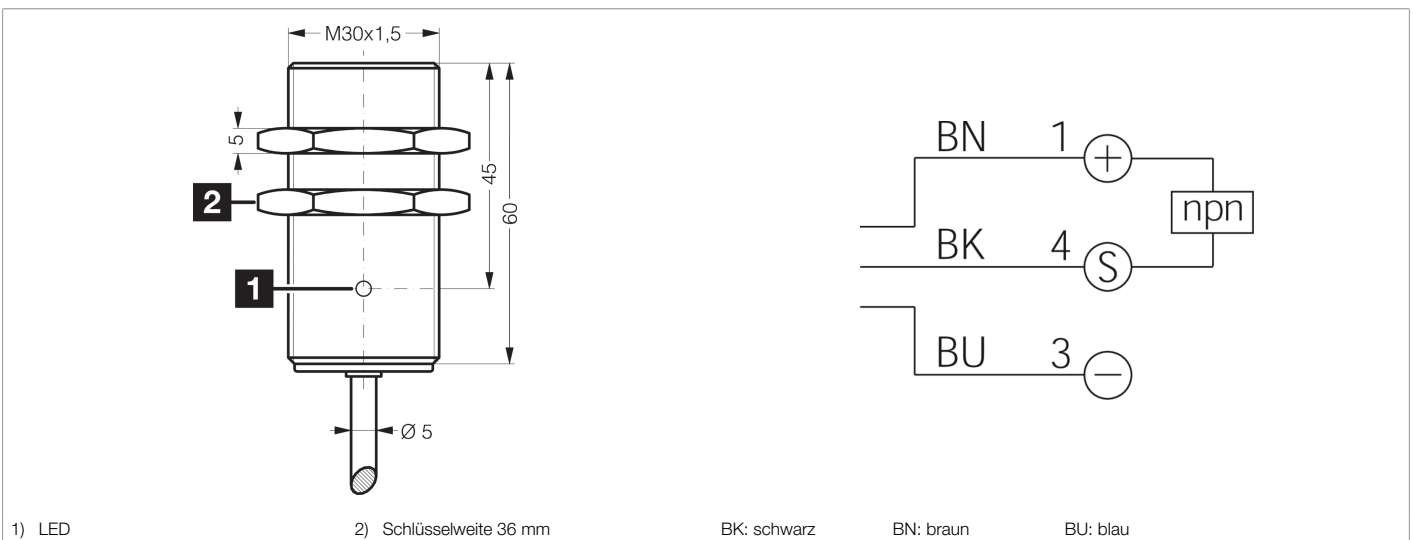 M30x1,5
5
45
60
2
1
Ø 5
BN 1 +
npn
BK 4 S
BU 3 −
1) LED 2) Schlüsselweite 36 mm BK: schwarz BN: braun BU: blau